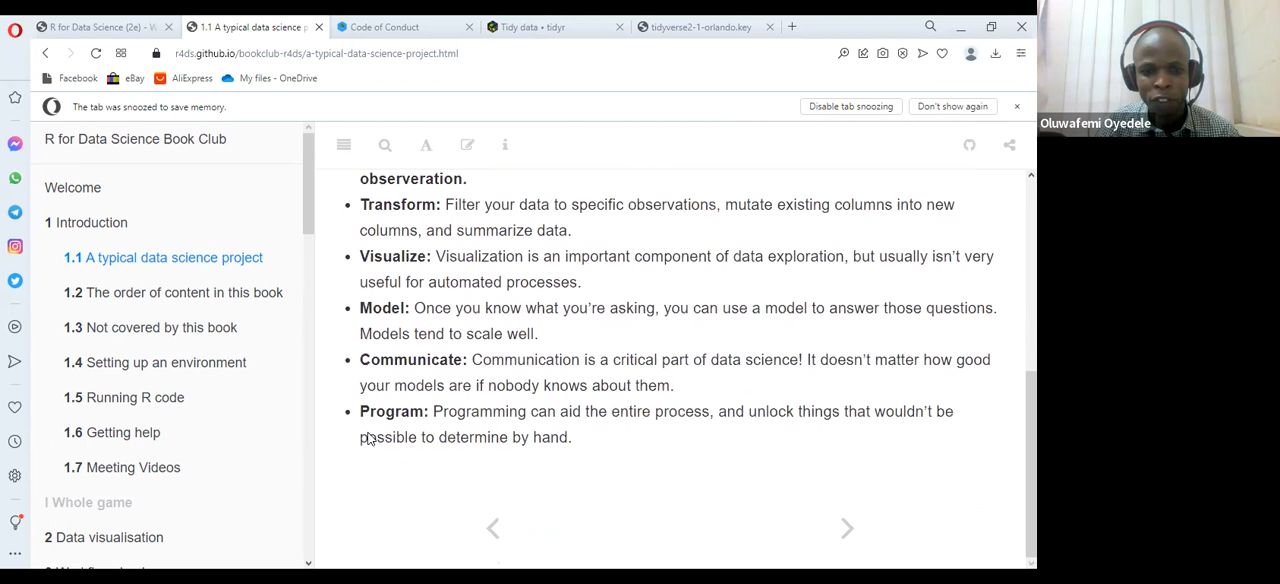 R for Data Science (2e) - W
1.1 A typical data science p
Code of Conduct
Tidy data • tidyr
tidyverse2-1-orlando.key
r4ds.github.io/bookclub-r4ds/a-typical-data-science-project.html
Facebook
eBay
AliExpress
My files - OneDrive
The tab was snoozed to save memory.
Disable tab snoozing
Don't show again
Oluwafemi Oyedele
R for Data Science Book Club
Welcome
1 Introduction
1.1 A typical data science project
1.2 The order of content in this book
1.3 Not covered by this book
1.4 Setting up an environment
1.5 Running R code
1.6 Getting help
1.7 Meeting Videos
I Whole game
2 Data visualisation
observeration.
• Transform: Filter your data to specific observations, mutate existing columns into new
columns, and summarize data.
• Visualize: Visualization is an important component of data exploration, but usually isn't very
useful for automated processes.
• Model: Once you know what you're asking, you can use a model to answer those questions.
Models tend to scale well.
• Communicate: Communication is a critical part of data science! It doesn't matter how good
your models are if nobody knows about them.
• Program: Programming can aid the entire process, and unlock things that wouldn't be
possible to determine by hand.